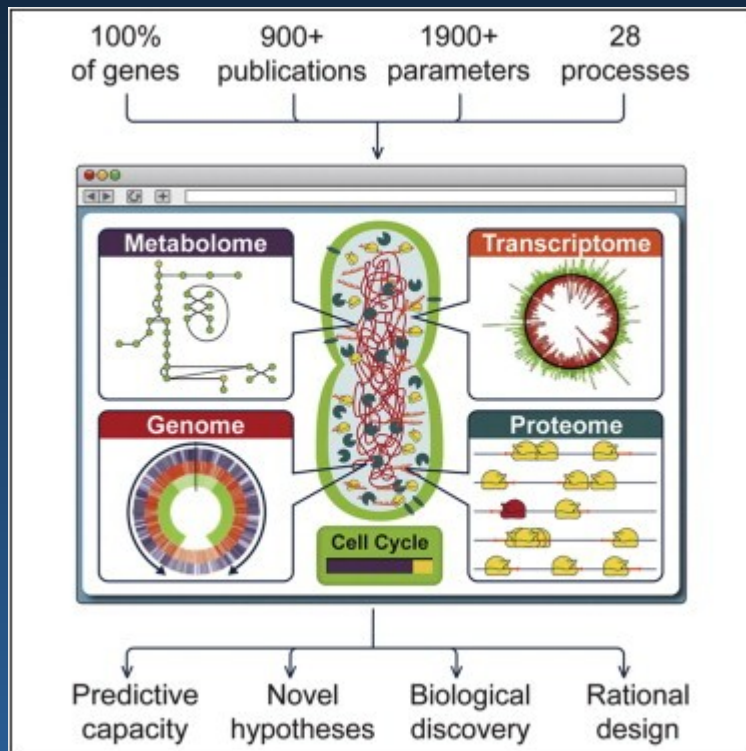 100% of genes
900+ publications
1900+ parameters
28 processes
Metabolome
Transcriptome
Genome
Proteome
Cell Cycle
Predictive capacity
Novel hypotheses
Biological discovery
Rational design